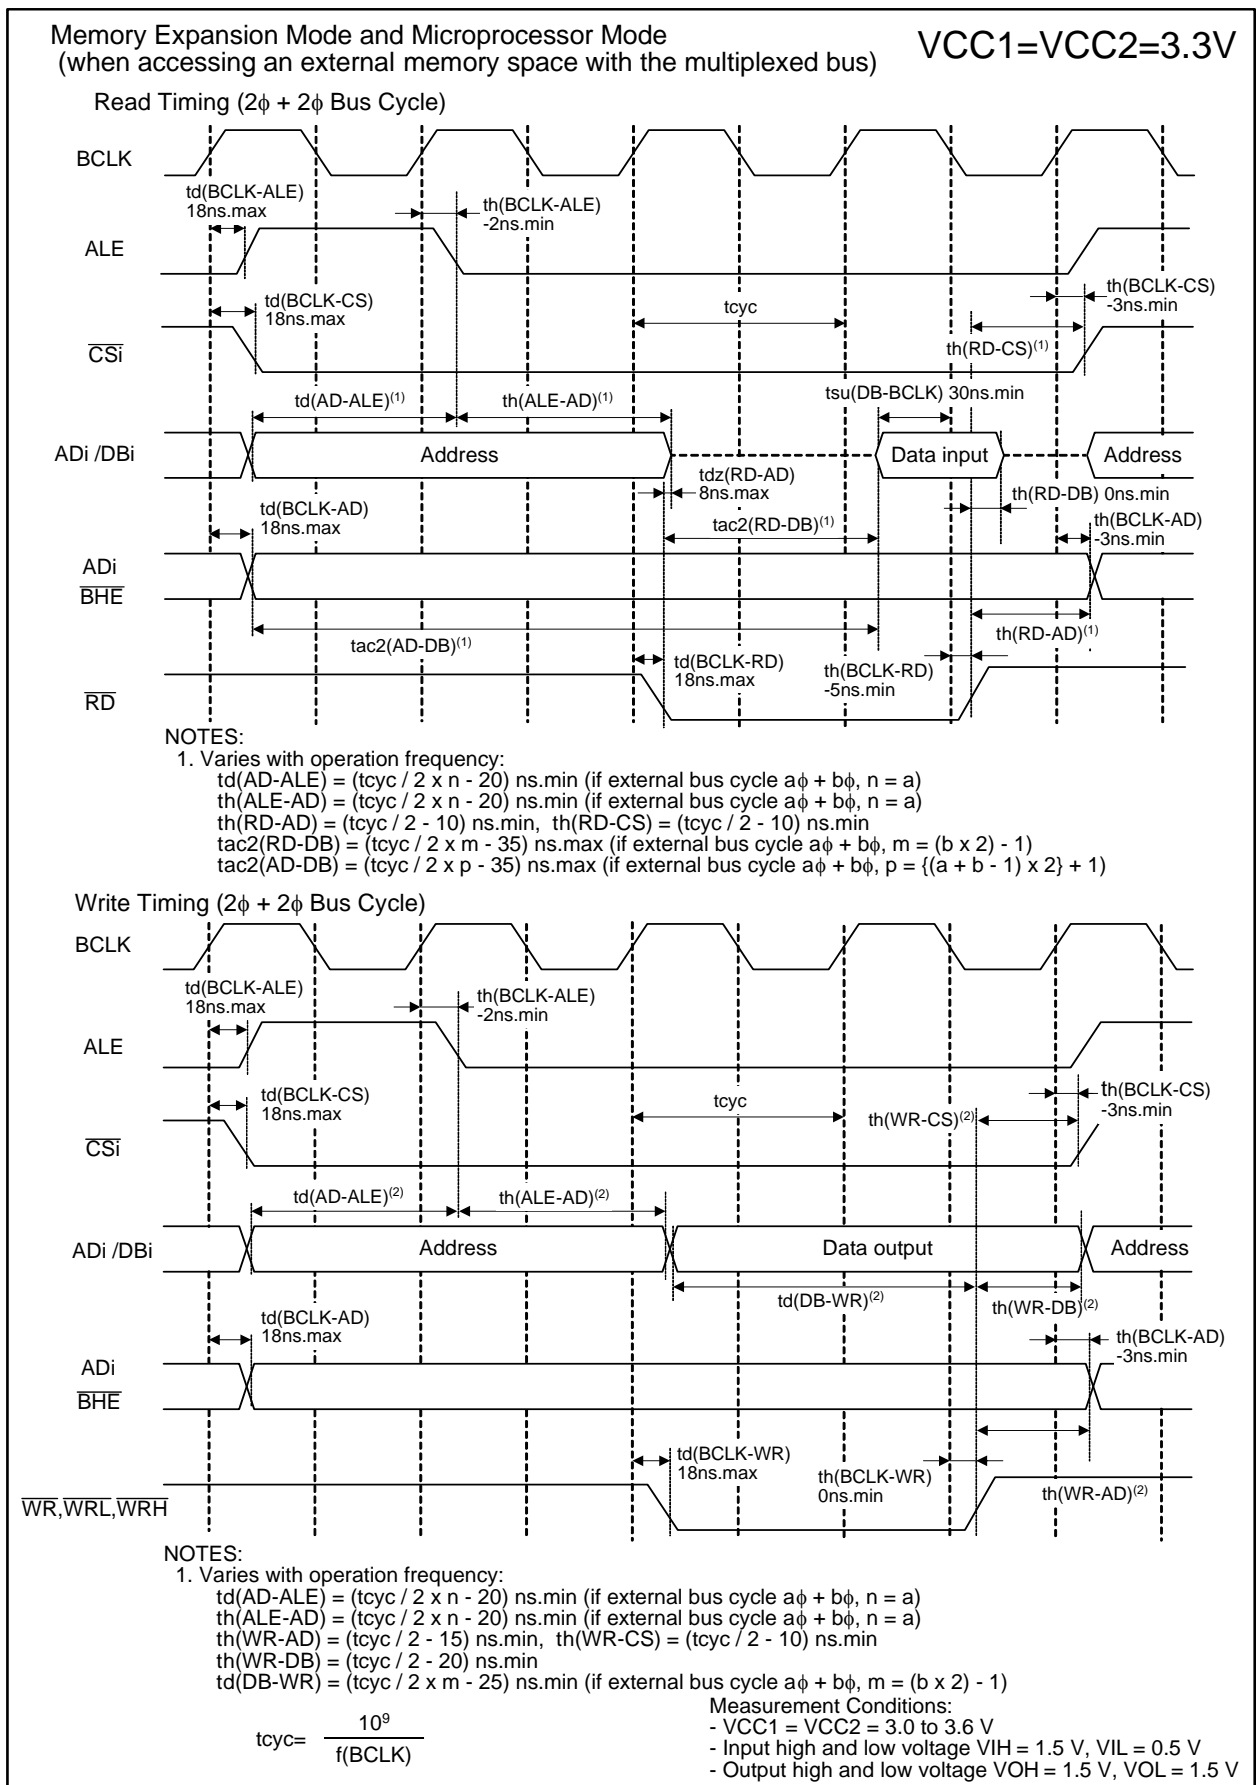 Memory Expansion Mode and Microprocessor Mode
(when accessing an external memory space with the multiplexed bus)
VCC1=VCC2=3.3V
Read Timing (2ϕ + 2ϕ Bus Cycle)
BCLK
td(BCLK-ALE)
18ns.max
th(BCLK-ALE)
-2ns.min
ALE
td(BCLK-CS)
18ns.max
tcyc
th(BCLK-CS)
-3ns.min
CSi
th(RD-CS)(1)
td(AD-ALE)(1)
th(ALE-AD)(1)
tsu(DB-BCLK) 30ns.min
ADi /DBi
Address
Data input
Address
tdz(RD-AD)
8ns.max
th(RD-DB) 0ns.min
td(BCLK-AD)
18ns.max
tac2(RD-DB)(1)
th(BCLK-AD)
-3ns.min
ADi
BHE
tac2(AD-DB)(1)
th(RD-AD)(1)
td(BCLK-RD)
18ns.max
th(BCLK-RD)
-5ns.min
RD
NOTES:
1. Varies with operation frequency:
td(AD-ALE) = (tcyc / 2 x n - 20) ns.min (if external bus cycle aϕ + bϕ, n = a)
th(ALE-AD) = (tcyc / 2 x n - 20) ns.min (if external bus cycle aϕ + bϕ, n = a)
th(RD-AD) = (tcyc / 2 - 10) ns.min, th(RD-CS) = (tcyc / 2 - 10) ns.min
tac2(RD-DB) = (tcyc / 2 x m - 35) ns.max (if external bus cycle aϕ + bϕ, m = (b x 2) - 1)
tac2(AD-DB) = (tcyc / 2 x p - 35) ns.max (if external bus cycle aϕ + bϕ, p = {(a + b - 1) x 2} + 1)
Write Timing (2ϕ + 2ϕ Bus Cycle)
BCLK
td(BCLK-ALE)
18ns.max
th(BCLK-ALE)
-2ns.min
ALE
td(BCLK-CS)
18ns.max
tcyc
th(WR-CS)(2)
th(BCLK-CS)
-3ns.min
CSi
td(AD-ALE)(2)
th(ALE-AD)(2)
ADi /DBi
Address
Data output
Address
td(DB-WR)(2)
th(WR-DB)(2)
td(BCLK-AD)
18ns.max
th(BCLK-AD)
-3ns.min
ADi
BHE
td(BCLK-WR)
18ns.max
th(BCLK-WR)
0ns.min
th(WR-AD)(2)
WR,WRL,WRH
NOTES:
1. Varies with operation frequency:
td(AD-ALE) = (tcyc / 2 x n - 20) ns.min (if external bus cycle aϕ + bϕ, n = a)
th(ALE-AD) = (tcyc / 2 x n - 20) ns.min (if external bus cycle aϕ + bϕ, n = a)
th(WR-AD) = (tcyc / 2 - 15) ns.min, th(WR-CS) = (tcyc / 2 - 10) ns.min
th(WR-DB) = (tcyc / 2 - 20) ns.min
td(DB-WR) = (tcyc / 2 x m - 25) ns.min (if external bus cycle aϕ + bϕ, m = (b x 2) - 1)
tcyc= 10⁹
f(BCLK)
Measurement Conditions:
- VCC1 = VCC2 = 3.0 to 3.6 V
- Input high and low voltage VIH = 1.5 V, VIL = 0.5 V
- Output high and low voltage VOH = 1.5 V, VOL = 1.5 V